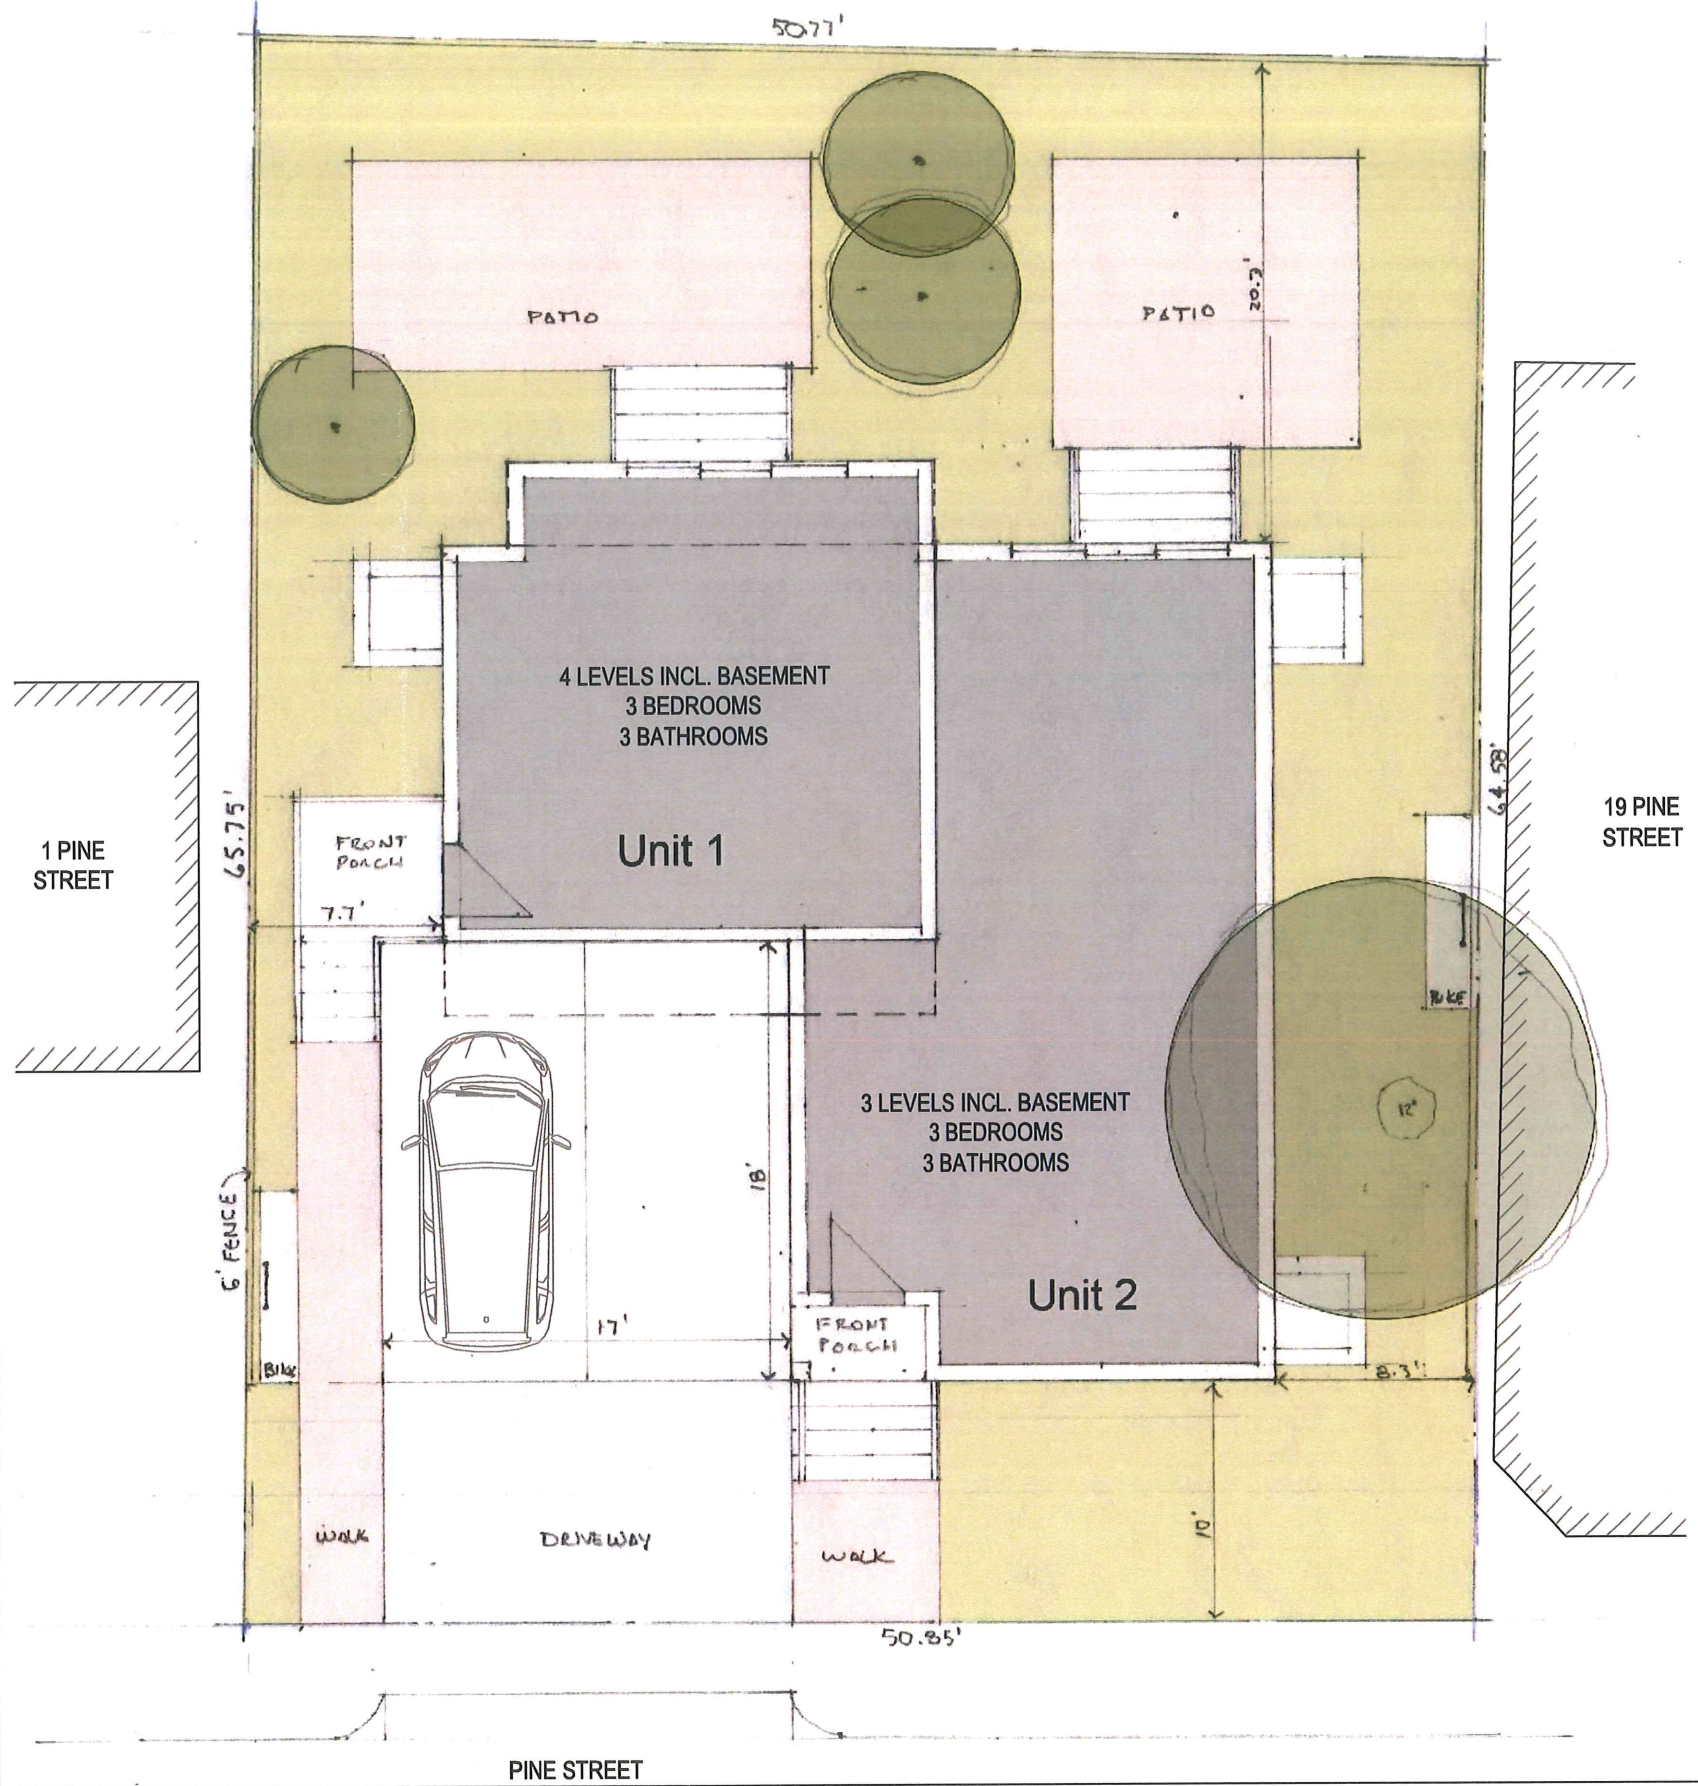 50.77'
PATIO
PATIO
20.3'
4 LEVELS INCL. BASEMENT
3 BEDROOMS
3 BATHROOMS
64.58'
65.75'
19 PINE
STREET
1 PINE
STREET
FRONT
PORCH
Unit 1
7.7'
BIKE
3 LEVELS INCL. BASEMENT
3 BEDROOMS
3 BATHROOMS
12"
18'
6' FENCE
Unit 2
17'
FRONT
PORCH
BIKE
8.3'
10'
WALK
DRIVEWAY
WALK
50.85'
PINE STREET